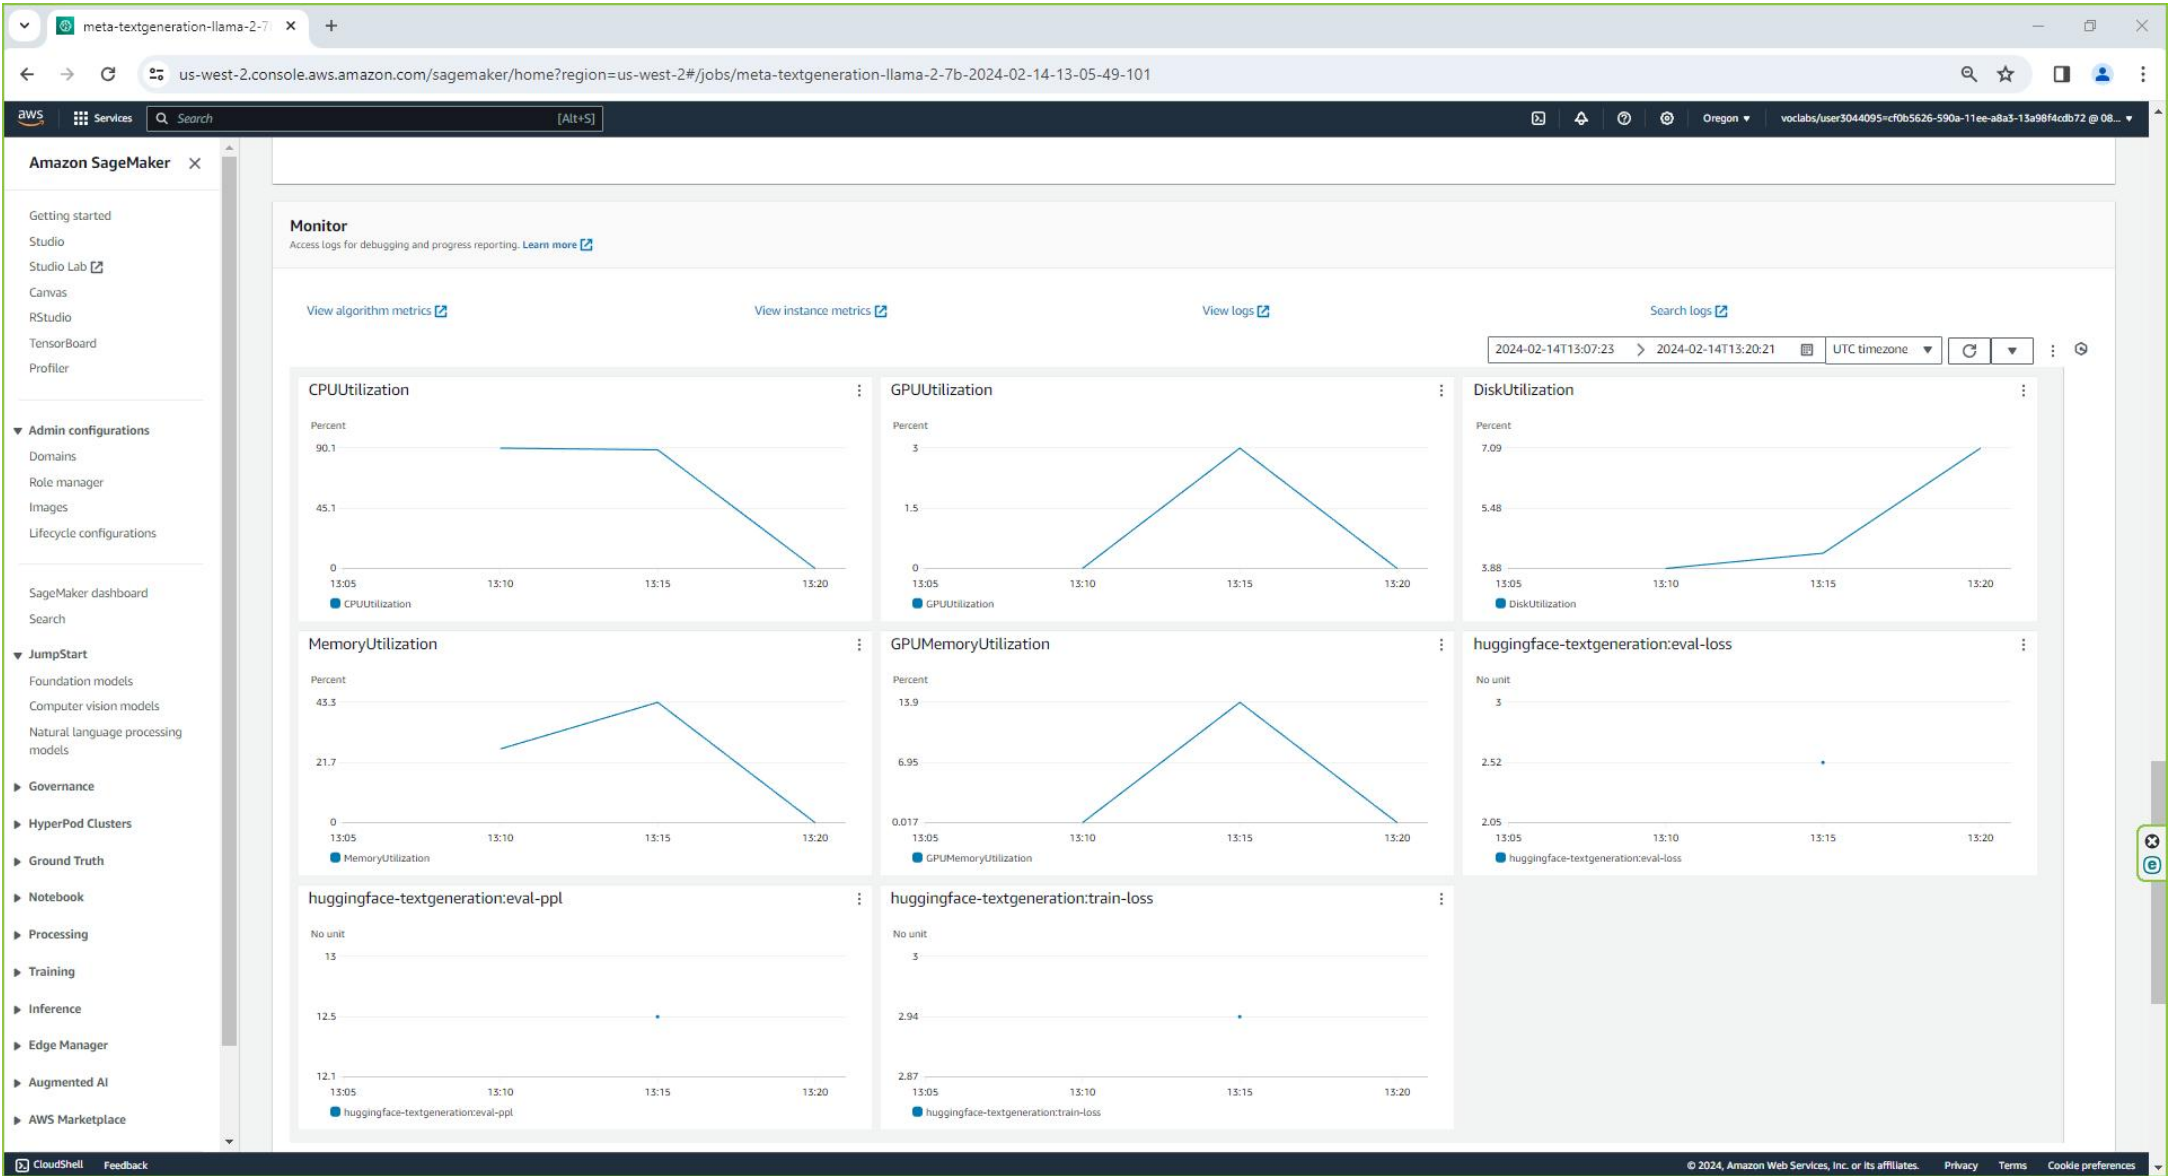 meta-textgeneration-llama-2-7
us-west-2.console.aws.amazon.com/sagemaker/home?region=us-west-2#/jobs/meta-textgeneration-llama-2-7b-2024-02-14-13-05-49-101
aws Services Search [Alt+S] Oregon voclabs/user3044095=cf0b5626-590a-11ee-a8a3-13a98f4cdb72 @ 08...
Amazon SageMaker
Getting started
Studio
Studio Lab
Canvas
RStudio
TensorBoard
Profiler
Admin configurations
Domains
Role manager
Images
Lifecycle configurations
SageMaker dashboard
Search
JumpStart
Foundation models
Computer vision models
Natural language processing
models
Governance
HyperPod Clusters
Ground Truth
Notebook
Processing
Training
Inference
Edge Manager
Augmented AI
AWS Marketplace
Monitor
Access logs for debugging and progress reporting. Learn more
View algorithm metrics View instance metrics View logs Search logs
2024-02-14T13:07:23 2024-02-14T13:20:21 UTC timezone
CPUUtilization
Percent
90.1
45.1
0
13:05 13:10 13:15 13:20
CPUUtilization
GPUUtilization
Percent
3
1.5
0
13:05 13:10 13:15 13:20
GPUUtilization
DiskUtilization
Percent
7.09
5.48
3.88
13:05 13:10 13:15 13:20
DiskUtilization
MemoryUtilization
Percent
43.3
21.7
0
13:05 13:10 13:15 13:20
MemoryUtilization
GPUMemoryUtilization
Percent
13.9
6.95
0.017
13:05 13:10 13:15 13:20
GPUMemoryUtilization
huggingface-textgeneration:eval-loss
No unit
3
2.52
2.05
13:05 13:10 13:15 13:20
huggingface-textgeneration:eval-loss
huggingface-textgeneration:eval-ppl
No unit
13
12.5
12.1
13:05 13:10 13:15 13:20
huggingface-textgeneration:eval-ppl
huggingface-textgeneration:train-loss
No unit
3
2.94
2.87
13:05 13:10 13:15 13:20
huggingface-textgeneration:train-loss
CloudShell Feedback © 2024, Amazon Web Services, Inc. or its affiliates. Privacy Terms Cookie preferences